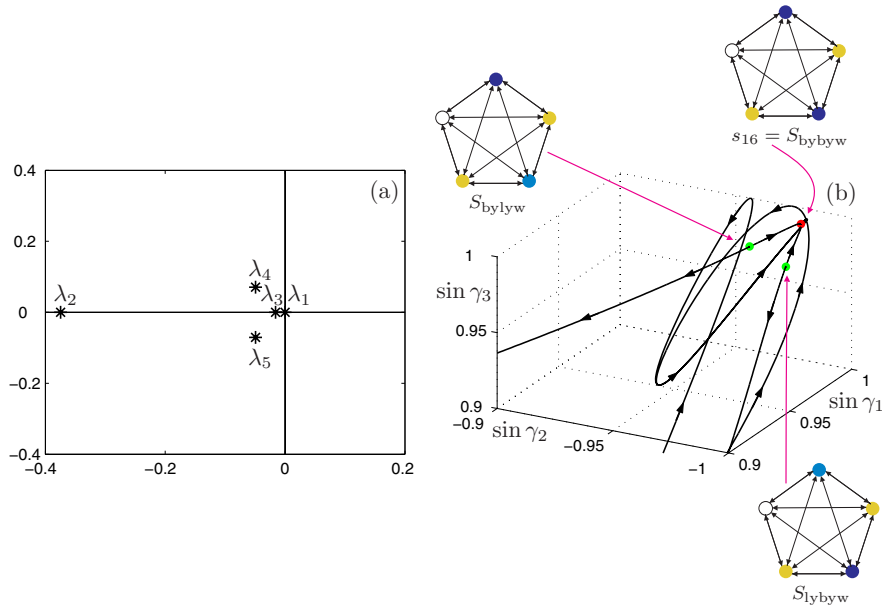 s₁₆ = S_bybyw
S_bylyw
0.4
(a)
(b)
0.2
λ₄
λ₂
λ₃
λ₁
0
λ₅
−0.2
−0.4
−0.4
−0.2
0
0.2
1
sin γ₃
0.95
0.9
−0.9
sin γ₂
−0.95
−1
0.9
0.95
sin γ₁
1
S_lybyw